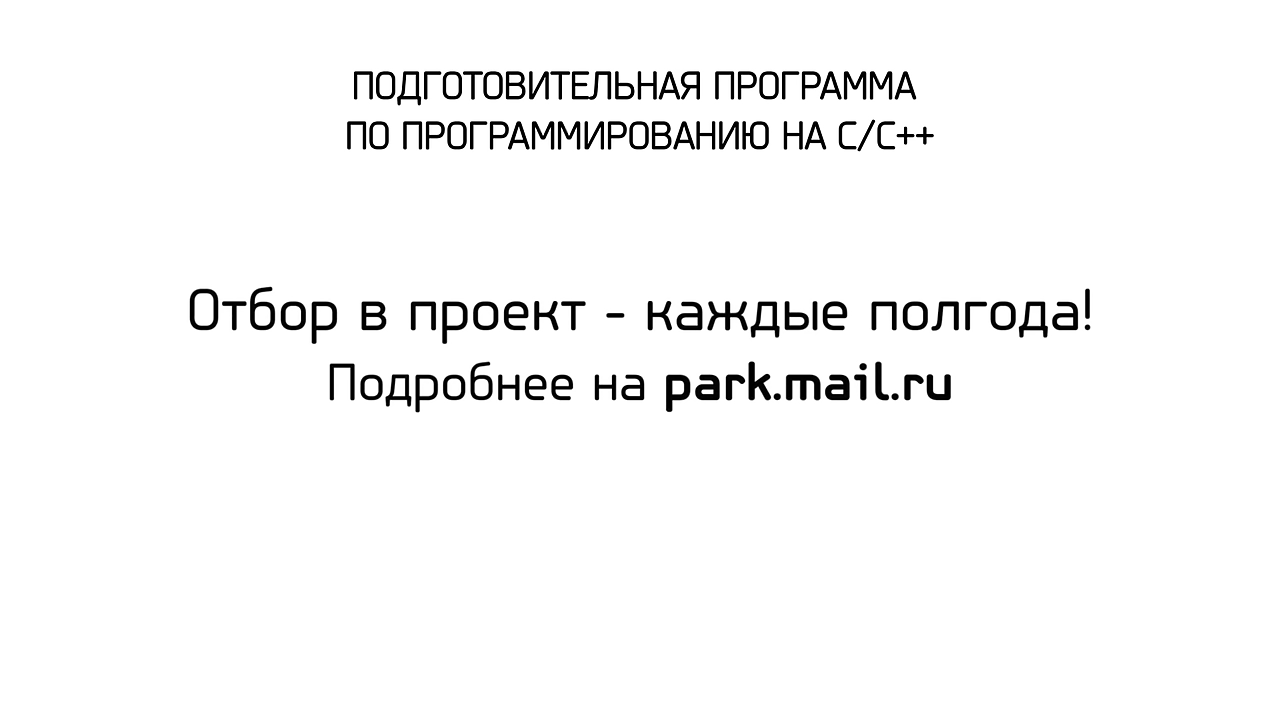 ПОДГОТОВИТЕЛЬНАЯ ПРОГРАММА
ПО ПРОГРАММИРОВАНИЮ НА С/С++
Отбор в проект - каждые полгода!
Подробнее на park.mail.ru